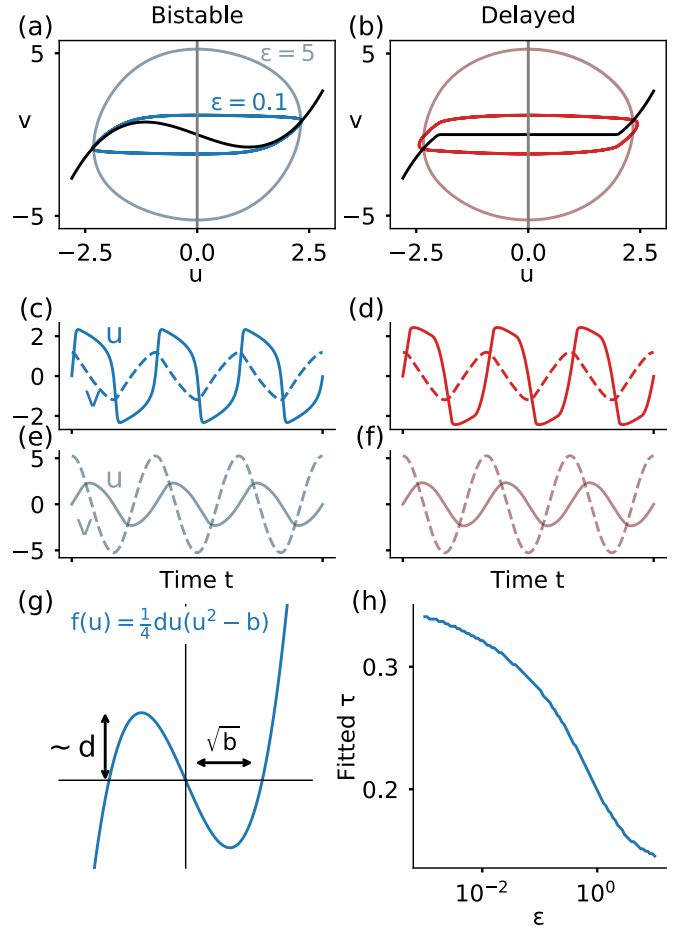 Bistable
Delayed
(a)
(b)
5
−5
v
ε = 5
ε = 0.1
−2.5
0.0
2.5
u
5
−5
v
−2.5
0.0
2.5
u
(c)
(d)
2
0
−2
u
v
(e)
(f)
5
0
−5
u
v
Time t
Time t
(g)
(h)
f(u) = ¼du(u² − b)
~ d
√b
0.3
0.2
Fitted τ
10⁻²
10⁰
ε